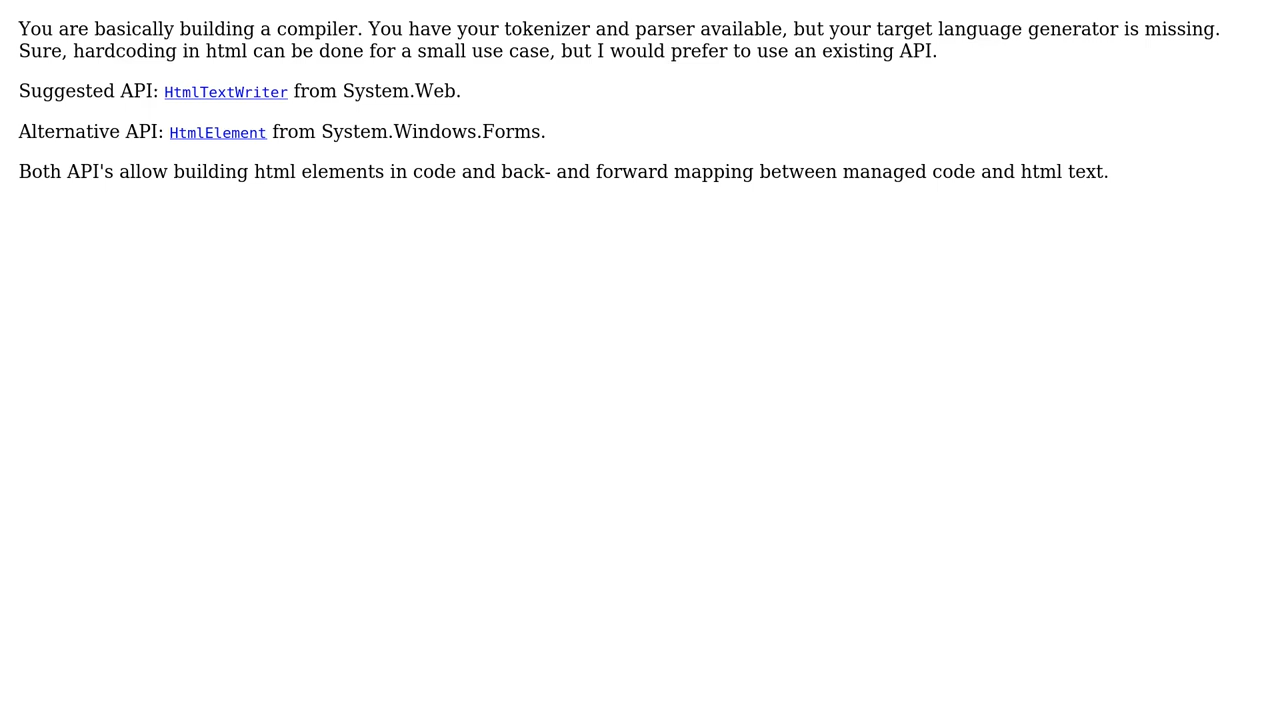 You are basically building a compiler. You have your tokenizer and parser available, but your target language generator is missing.
Sure, hardcoding in html can be done for a small use case, but I would prefer to use an existing API.
Suggested API: HtmlTextWriter from System.Web.
Alternative API: HtmlElement from System.Windows.Forms.
Both API's allow building html elements in code and back- and forward mapping between managed code and html text.